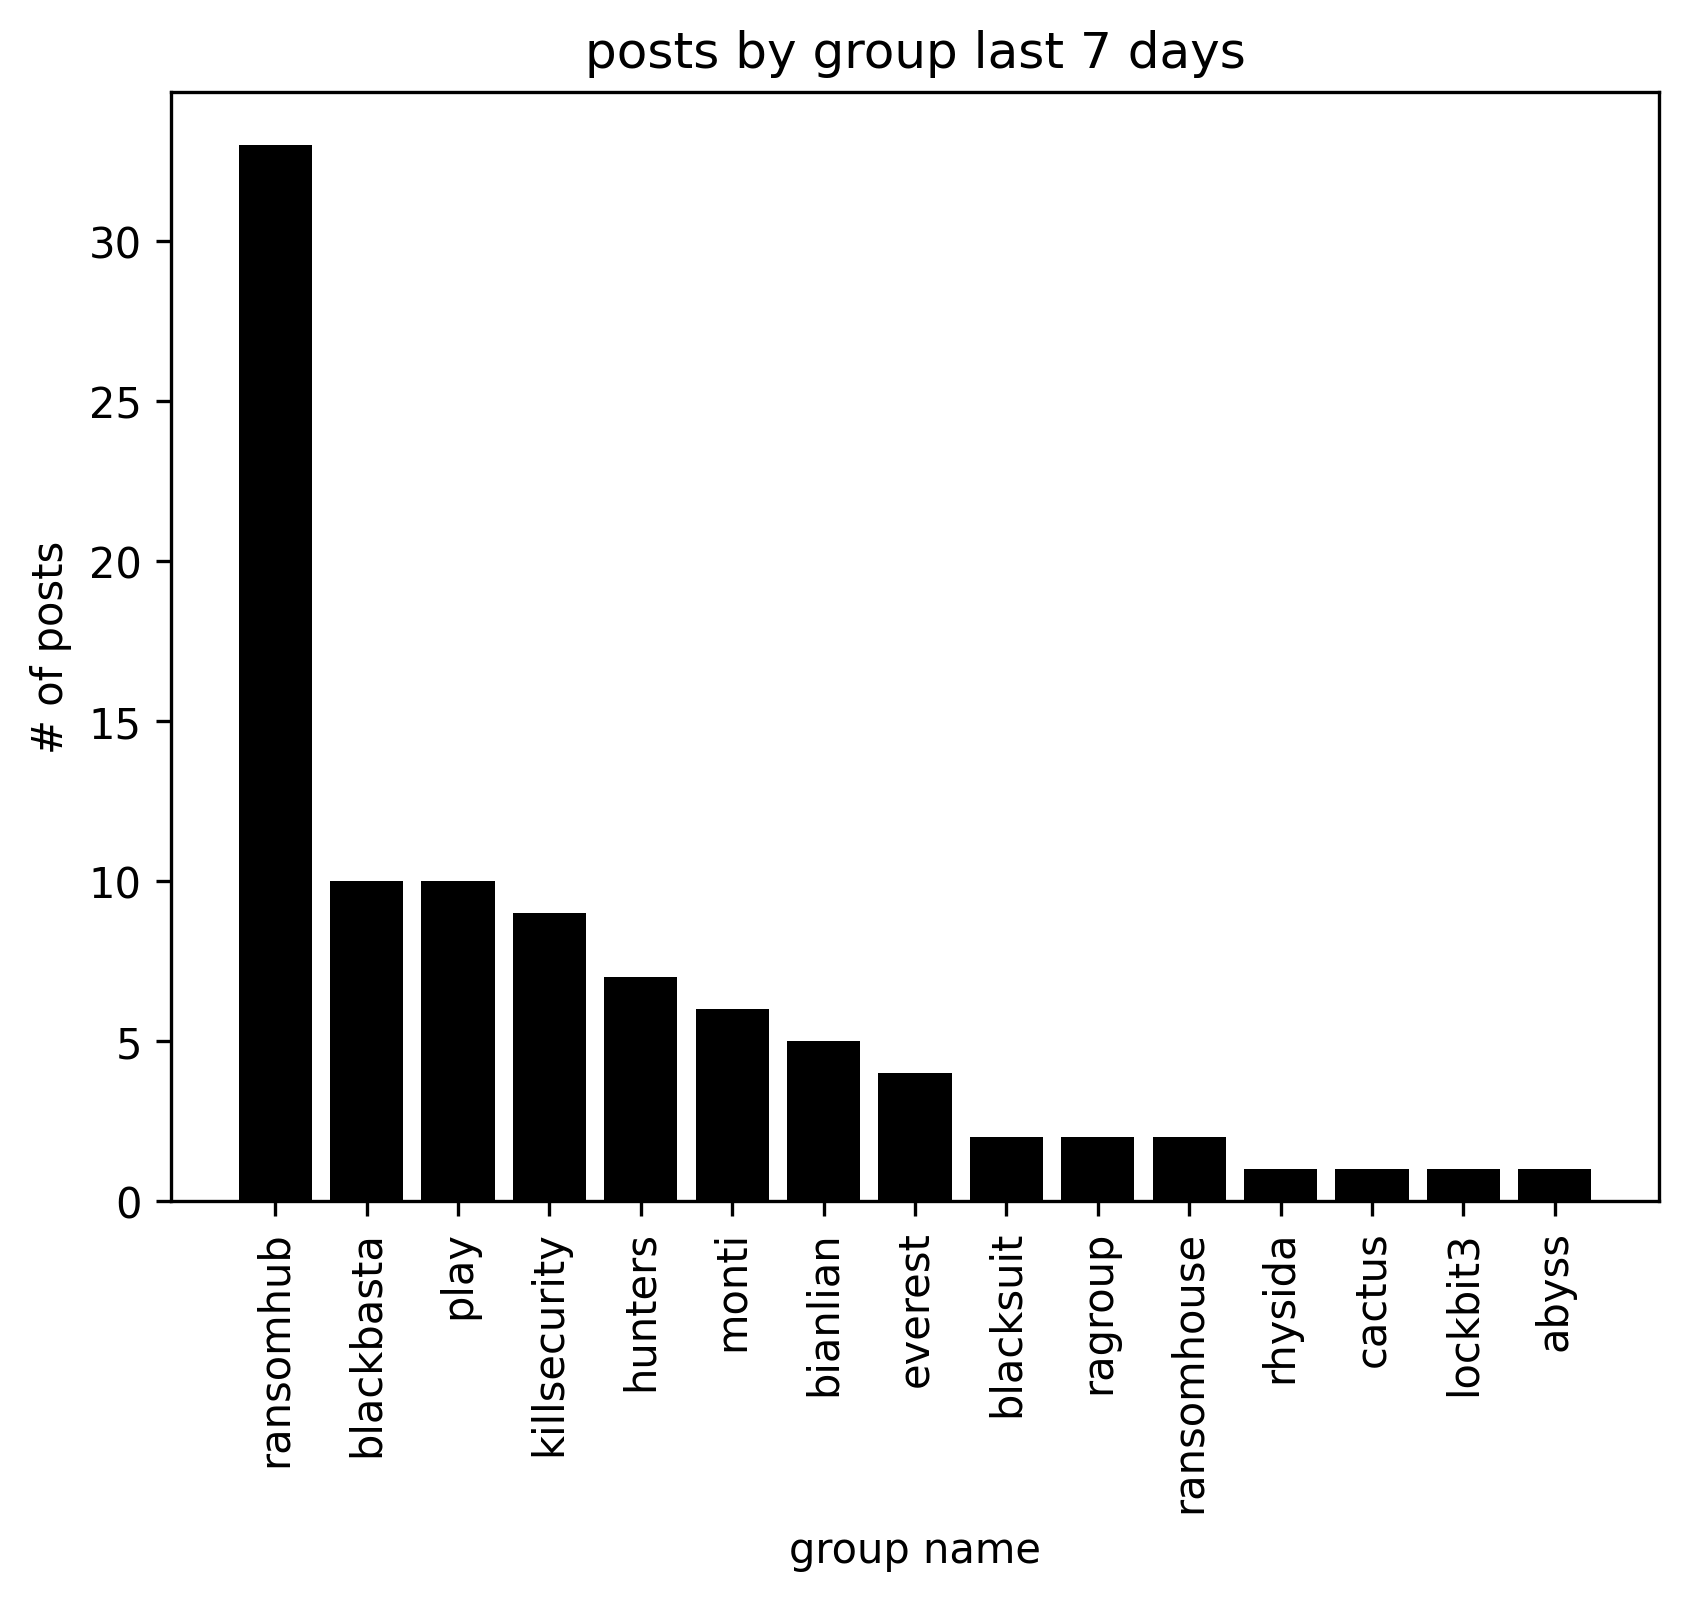 posts by group last 7 days
# of posts
30
25
20
15
10
5
0
ransomhub
blackbasta
play
killsecurity
hunters
monti
bianlian
everest
blacksuit
ragroup
ransomhouse
rhysida
cactus
lockbit3
abyss
group name